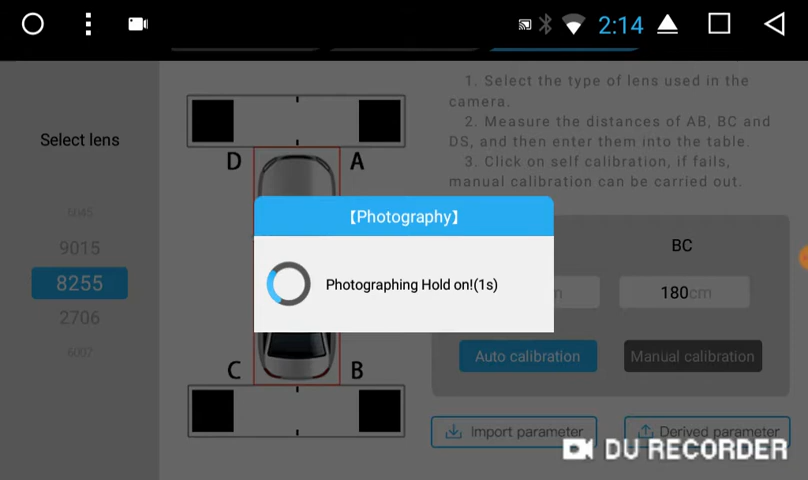 2:14
1. Select the type of lens used in the
camera.
2. Measure the distances of AB, BC and
DS, and then enter them into the table.
3. Click on self calibration, if fails,
manual calibration can be carried out.
Select lens
6045
9015
8255
2706
6007
D
A
C
B
【Photography】
Photographing Hold on!(1s)
BC
180cm
Auto calibration
Manual calibration
Import parameter
Derived parameter
DU RECORDER